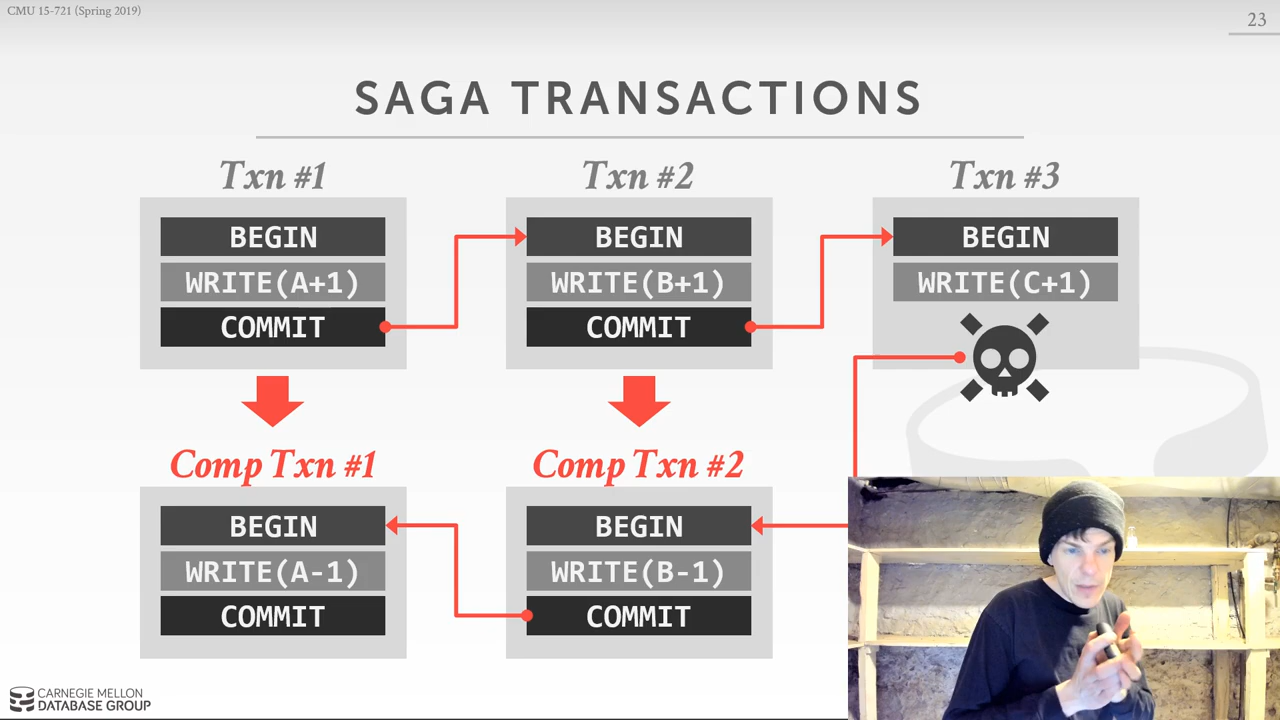 CMU 15-721 (Spring 2019)
23
SAGA TRANSACTIONS
Txn #1
BEGIN
WRITE(A+1)
COMMIT
Txn #2
BEGIN
WRITE(B+1)
COMMIT
Txn #3
BEGIN
WRITE(C+1)
Comp Txn #1
BEGIN
WRITE(A-1)
COMMIT
Comp Txn #2
BEGIN
WRITE(B-1)
COMMIT
CARNEGIE MELLON
DATABASE GROUP